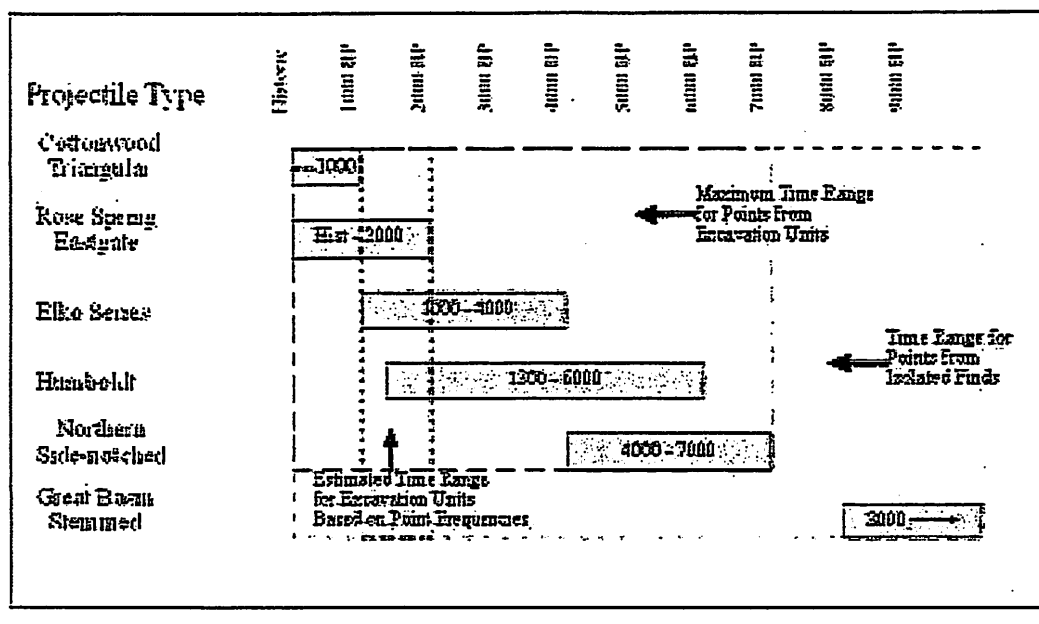 Projectile Type
Historic
1000 BP
2000 BP
3000 BP
4000 BP
5000 BP
6000 BP
7000 BP
8000 BP
9000 BP
Cottonwood
Triangular
1000
Rose Spring
Eastgate
Hist - 2000
Maximum Time Range
for Points from
Excavation Units
Elko Series
1000 - 4000
Time Range for
Points from
Isolated Finds
Humboldt
1300 - 6000
Northern
Side-notched
4000 - 7000
Estimated Time Range
for Excavation Units
Based on Point Frequencies
Great Basin
Stemmed